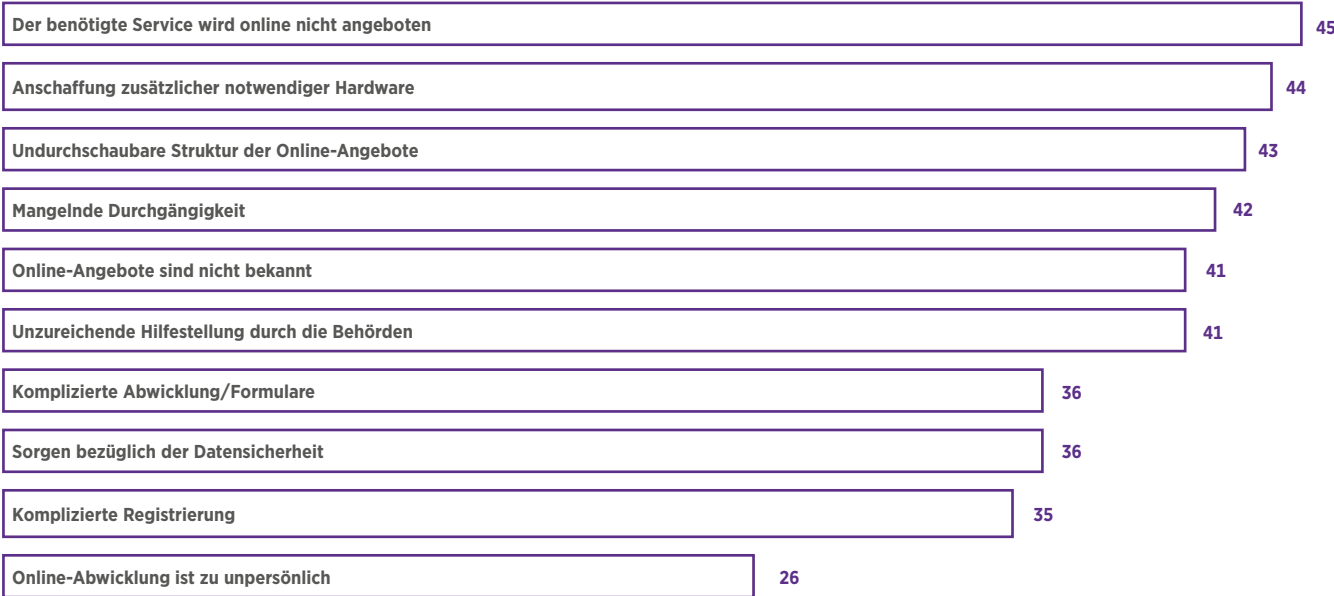 Der benötigte Service wird online nicht angeboten 45
Anschaffung zusätzlicher notwendiger Hardware 44
Undurchschaubare Struktur der Online-Angebote 43
Mangelnde Durchgängigkeit 42
Online-Angebote sind nicht bekannt 41
Unzureichende Hilfestellung durch die Behörden 41
Komplizierte Abwicklung/Formulare 36
Sorgen bezüglich der Datensicherheit 36
Komplizierte Registrierung 35
Online-Abwicklung ist zu unpersönlich 26